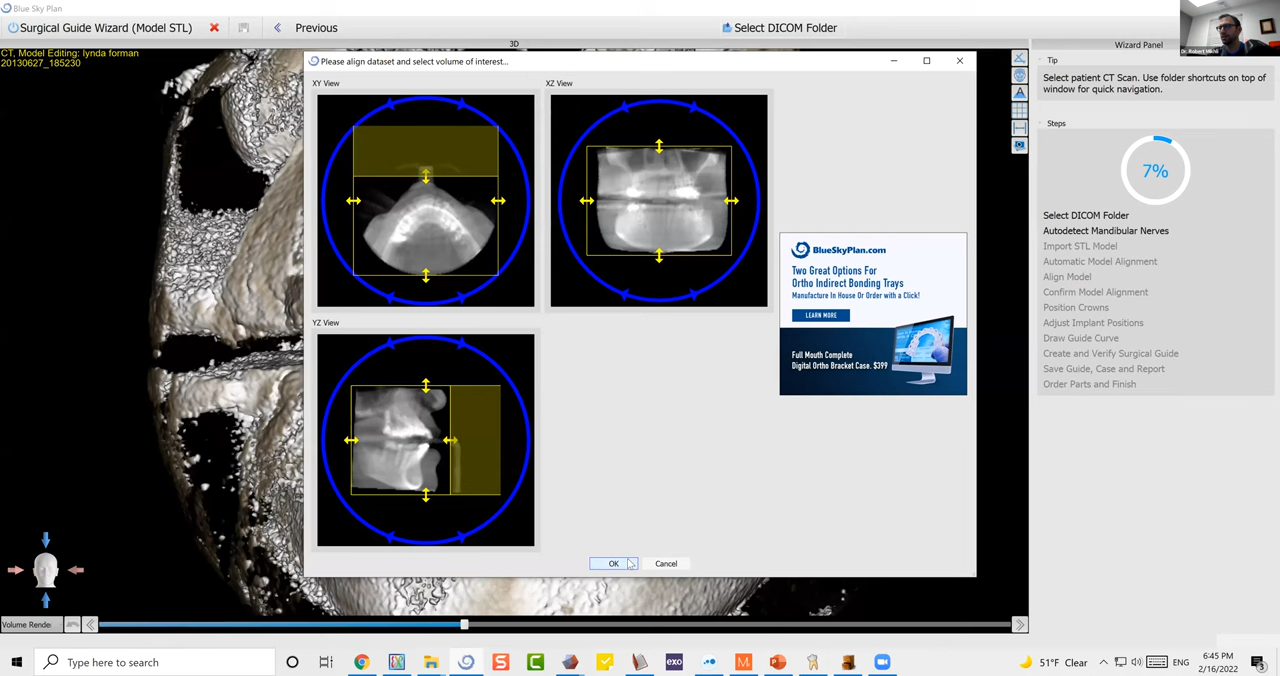 Blue Sky Plan
Surgical Guide Wizard (Model STL)
Previous
Select DICOM Folder
Dr. Robert Mikhli
3D
Wizard Panel
CT, Model Editing: lynda forman
20130627_185230
Please align dataset and select volume of interest...
Tip
Select patient CT Scan. Use folder shortcuts on top of
window for quick navigation.
XY View
XZ View
Steps
7%
Select DICOM Folder
Autodetect Mandibular Nerves
Import STL Model
Automatic Model Alignment
Align Model
Confirm Model Alignment
Position Crowns
Adjust Implant Positions
Draw Guide Curve
Create and Verify Surgical Guide
Save Guide, Case and Report
Order Parts and Finish
BlueSkyPlan.com
Two Great Options For
Ortho Indirect Bonding Trays
Manufacture In House Or Order with a Click!
LEARN MORE
Full Mouth Complete
Digital Ortho Bracket Case. $399
YZ View
OK
Cancel
Volume Rende
Type here to search
exo
51°F Clear
ENG
6:45 PM
2/16/2022
3